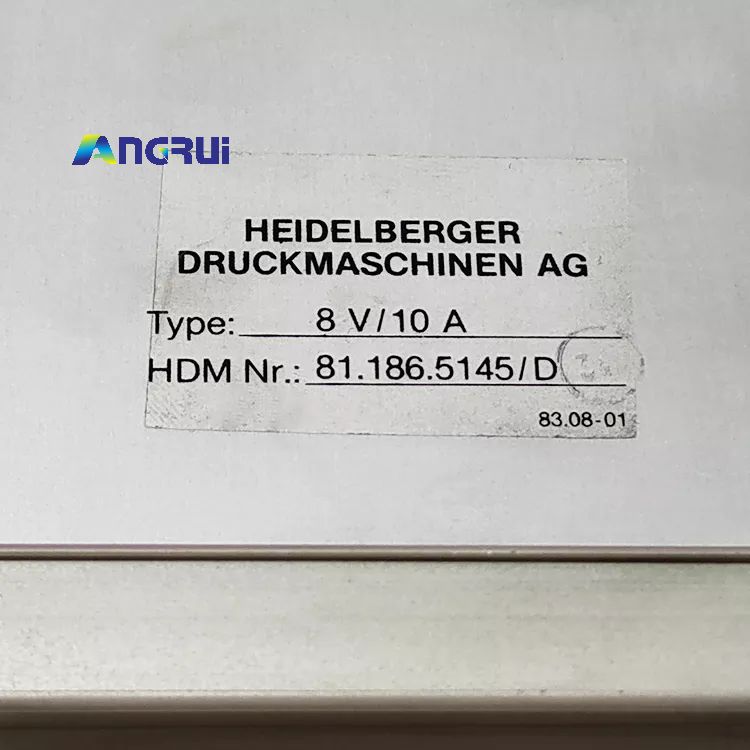 ANGRUi
HEIDELBERGER
DRUCKMASCHINEN AG
Type: 8 V/10 A
HDM Nr.: 81.186.5145/D
83.08-01